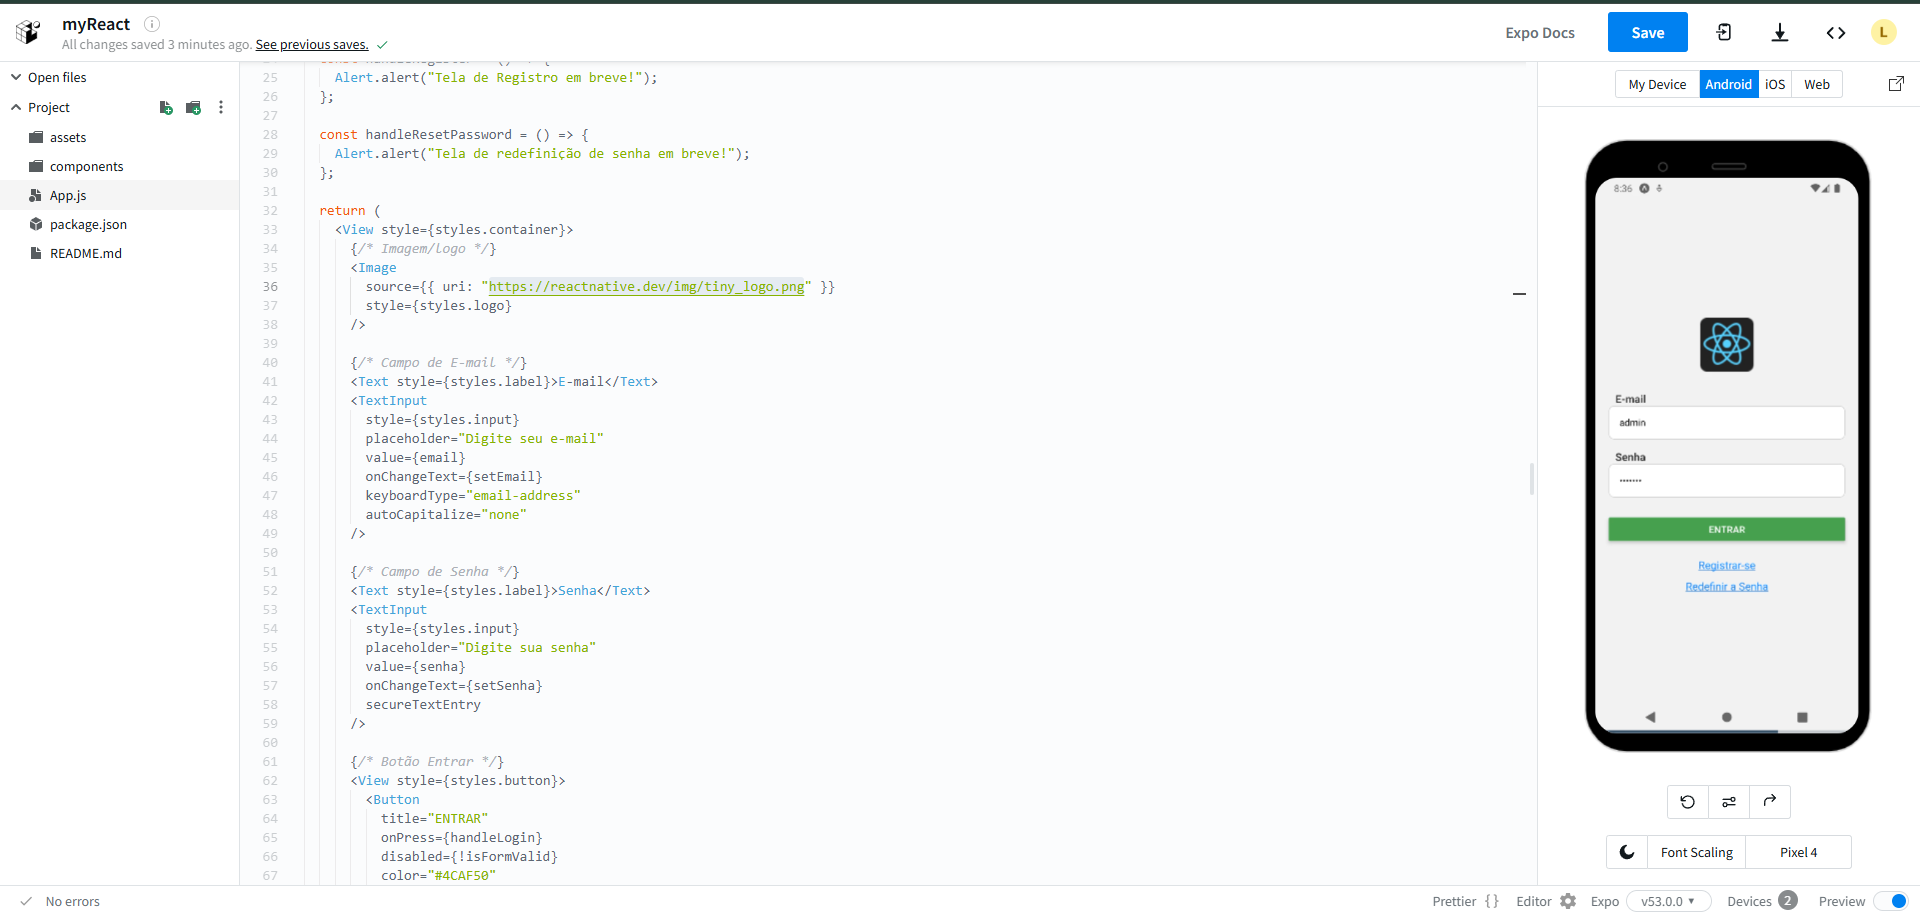 myReact
All changes saved 3 minutes ago. See previous saves.
Expo Docs
Save
L
Open files
Project
assets
components
App.js
package.json
README.md
25 Alert.alert("Tela de Registro em breve!");
26 };
27
28 const handleResetPassword = () => {
29 Alert.alert("Tela de redefinição de senha em breve!");
30 };
31
32 return (
33 <View style={styles.container}>
34 {/* Imagem/logo */}
35 <Image
36 source={{ uri: "https://reactnative.dev/img/tiny_logo.png" }}
37 style={styles.logo}
38 />
39
40 {/* Campo de E-mail */}
41 <Text style={styles.label}>E-mail</Text>
42 <TextInput
43 style={styles.input}
44 placeholder="Digite seu e-mail"
45 value={email}
46 onChangeText={setEmail}
47 keyboardType="email-address"
48 autoCapitalize="none"
49 />
50
51 {/* Campo de Senha */}
52 <Text style={styles.label}>Senha</Text>
53 <TextInput
54 style={styles.input}
55 placeholder="Digite sua senha"
56 value={senha}
57 onChangeText={setSenha}
58 secureTextEntry
59 />
60
61 {/* Botão Entrar */}
62 <View style={styles.button}>
63 <Button
64 title="ENTRAR"
65 onPress={handleLogin}
66 disabled={!isFormValid}
67 color="#4CAF50"
My Device Android iOS Web
8:36
E-mail
admin
Senha
•••••••
ENTRAR
Registrar-se
Redefinir a Senha
Font Scaling
Pixel 4
No errors
Prettier {} Editor Expo v53.0.0 Devices 2 Preview